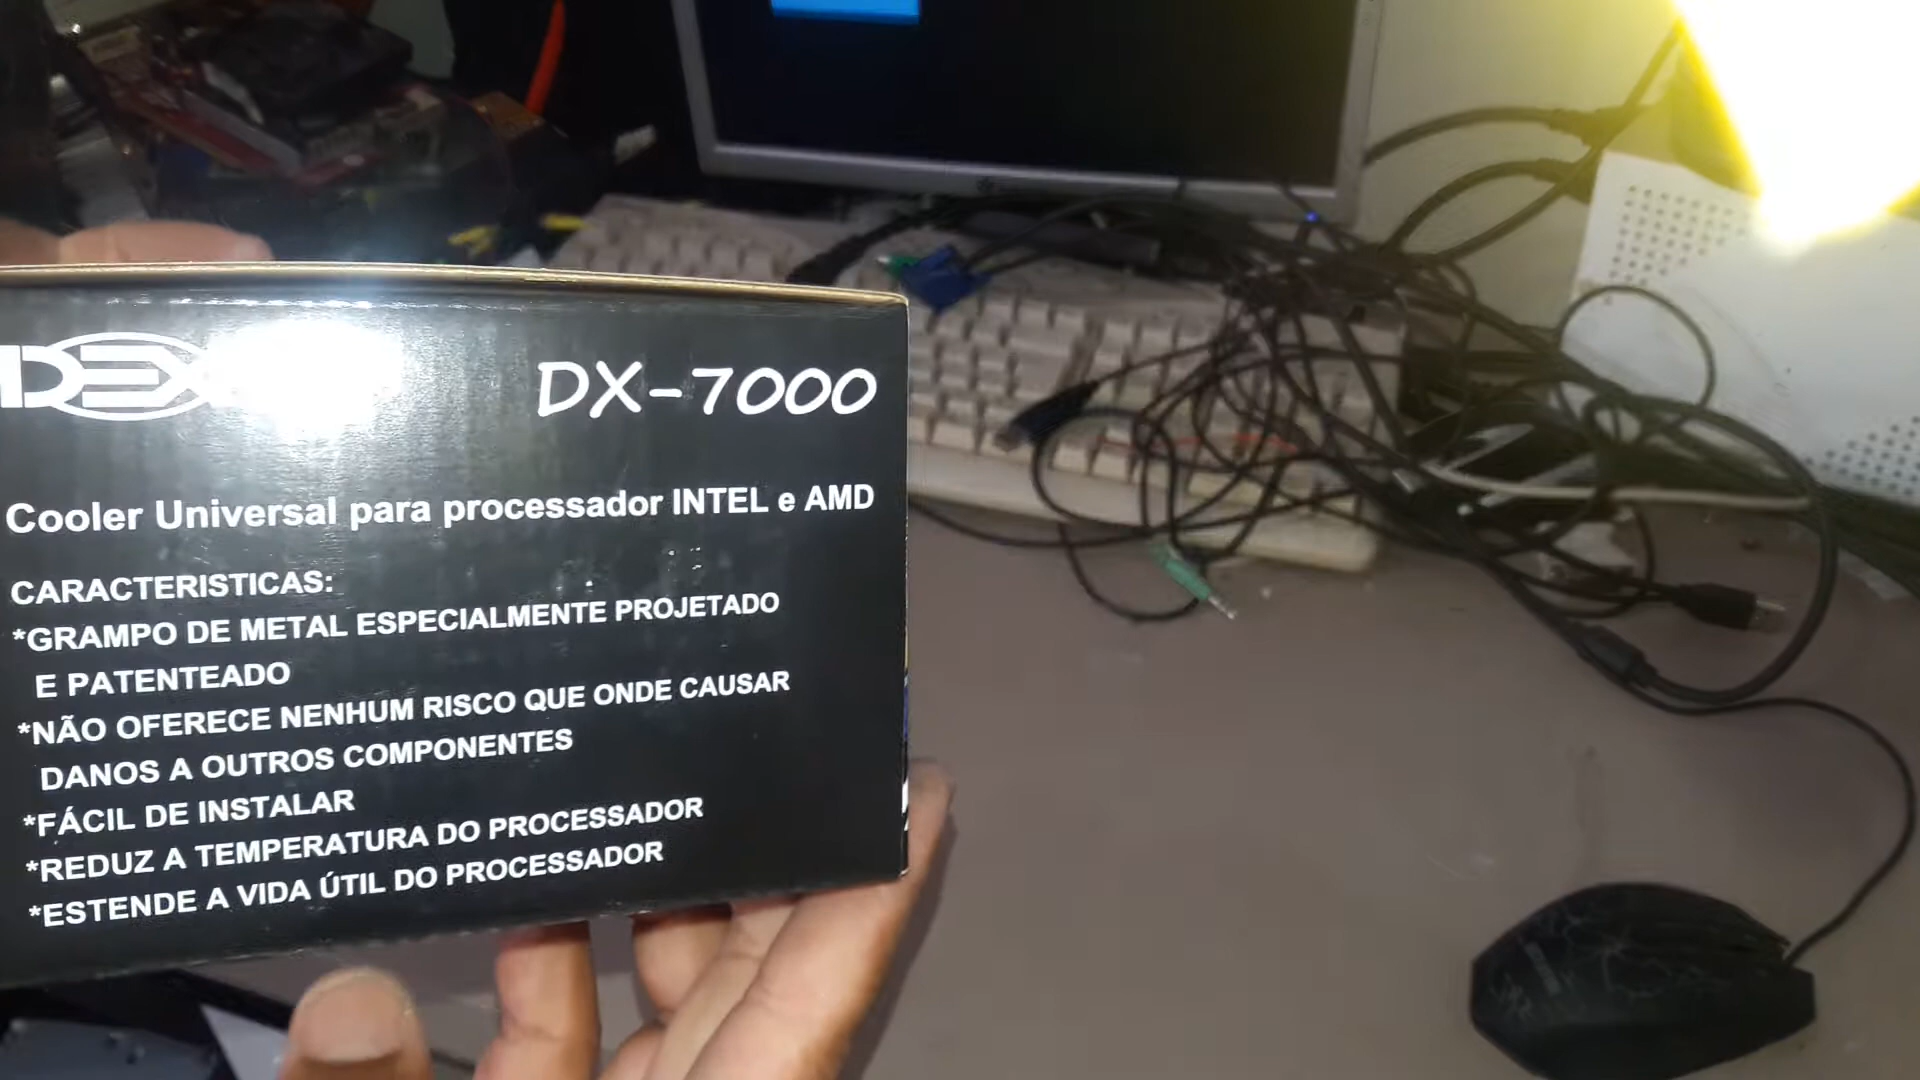 DEX
DX-7000
Cooler Universal para processador INTEL e AMD
CARACTERISTICAS:
*GRAMPO DE METAL ESPECIALMENTE PROJETADO
E PATENTEADO
*NÃO OFERECE NENHUM RISCO QUE ONDE CAUSAR
DANOS A OUTROS COMPONENTES
*FÁCIL DE INSTALAR
*REDUZ A TEMPERATURA DO PROCESSADOR
*ESTENDE A VIDA ÚTIL DO PROCESSADOR